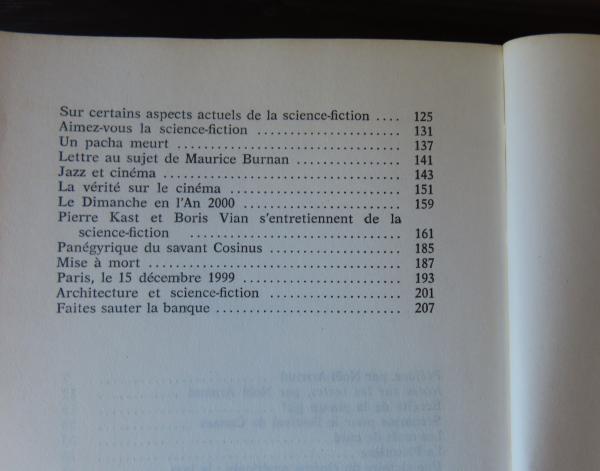 Sur certains aspects actuels de la science-fiction .... 125
Aimez-vous la science-fiction .................. 131
Un pacha meurt ............................ 137
Lettre au sujet de Maurice Burnan .............. 141
Jazz et cinéma .............................. 143
La vérité sur le cinéma ....................... 151
Le Dimanche en l'An 2000 ..................... 159
Pierre Kast et Boris Vian s'entretiennent de la
science-fiction ........................... 161
Panégyrique du savant Cosinus ................. 185
Mise à mort ................................ 187
Paris, le 15 décembre 1999 ..................... 193
Architecture et science-fiction .................. 201
Faites sauter la banque ........................ 207